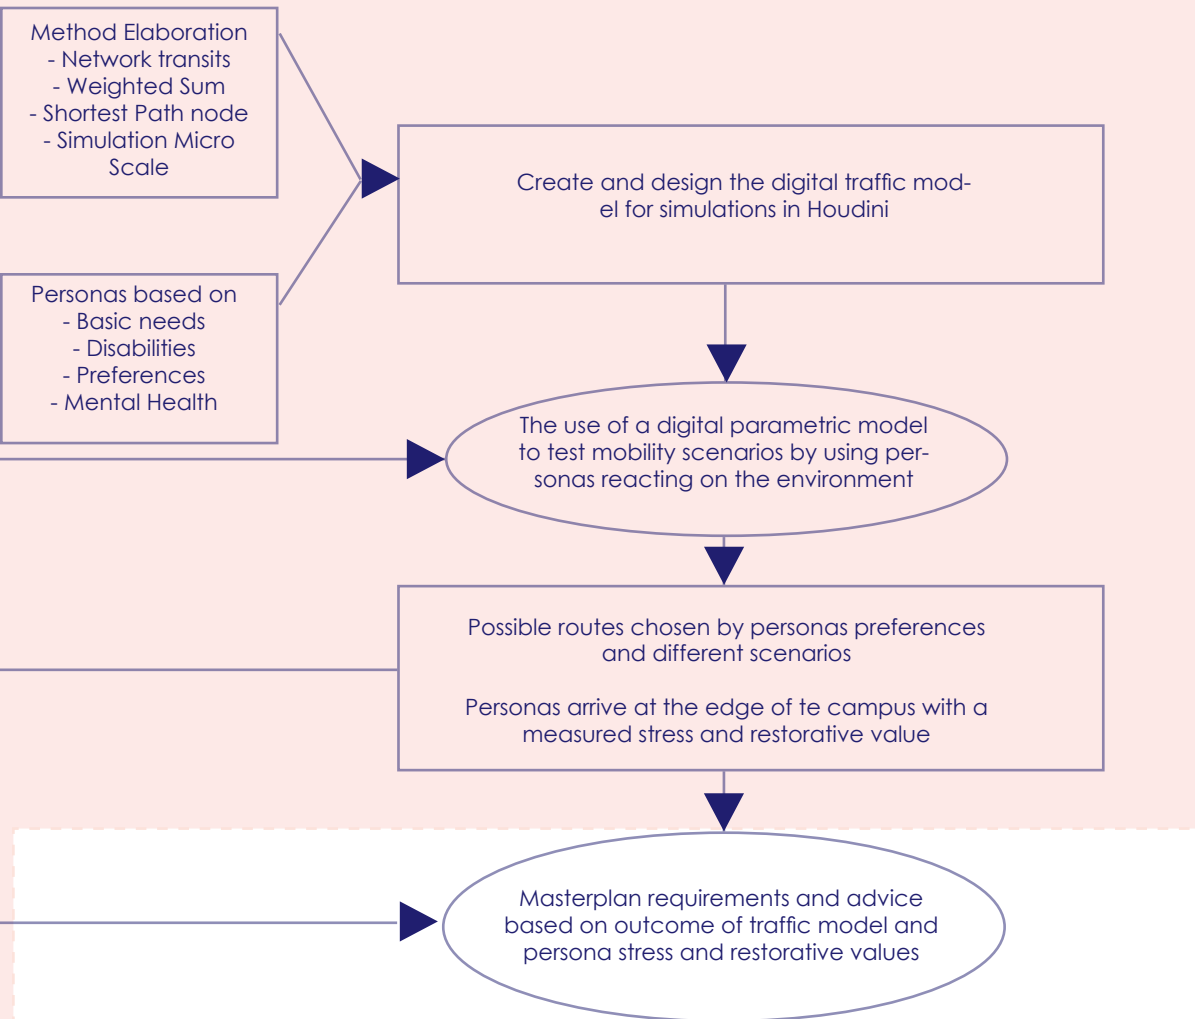 Method Elaboration
- Network transits
- Weighted Sum
- Shortest Path node
- Simulation Micro
Scale
Create and design the digital traffic mod-
el for simulations in Houdini
Personas based on
- Basic needs
- Disabilities
- Preferences
- Mental Health
The use of a digital parametric model
to test mobility scenarios by using per-
sonas reacting on the environment
Possible routes chosen by personas preferences
and different scenarios
Personas arrive at the edge of te campus with a
measured stress and restorative value
Masterplan requirements and advice
based on outcome of traffic model and
persona stress and restorative values